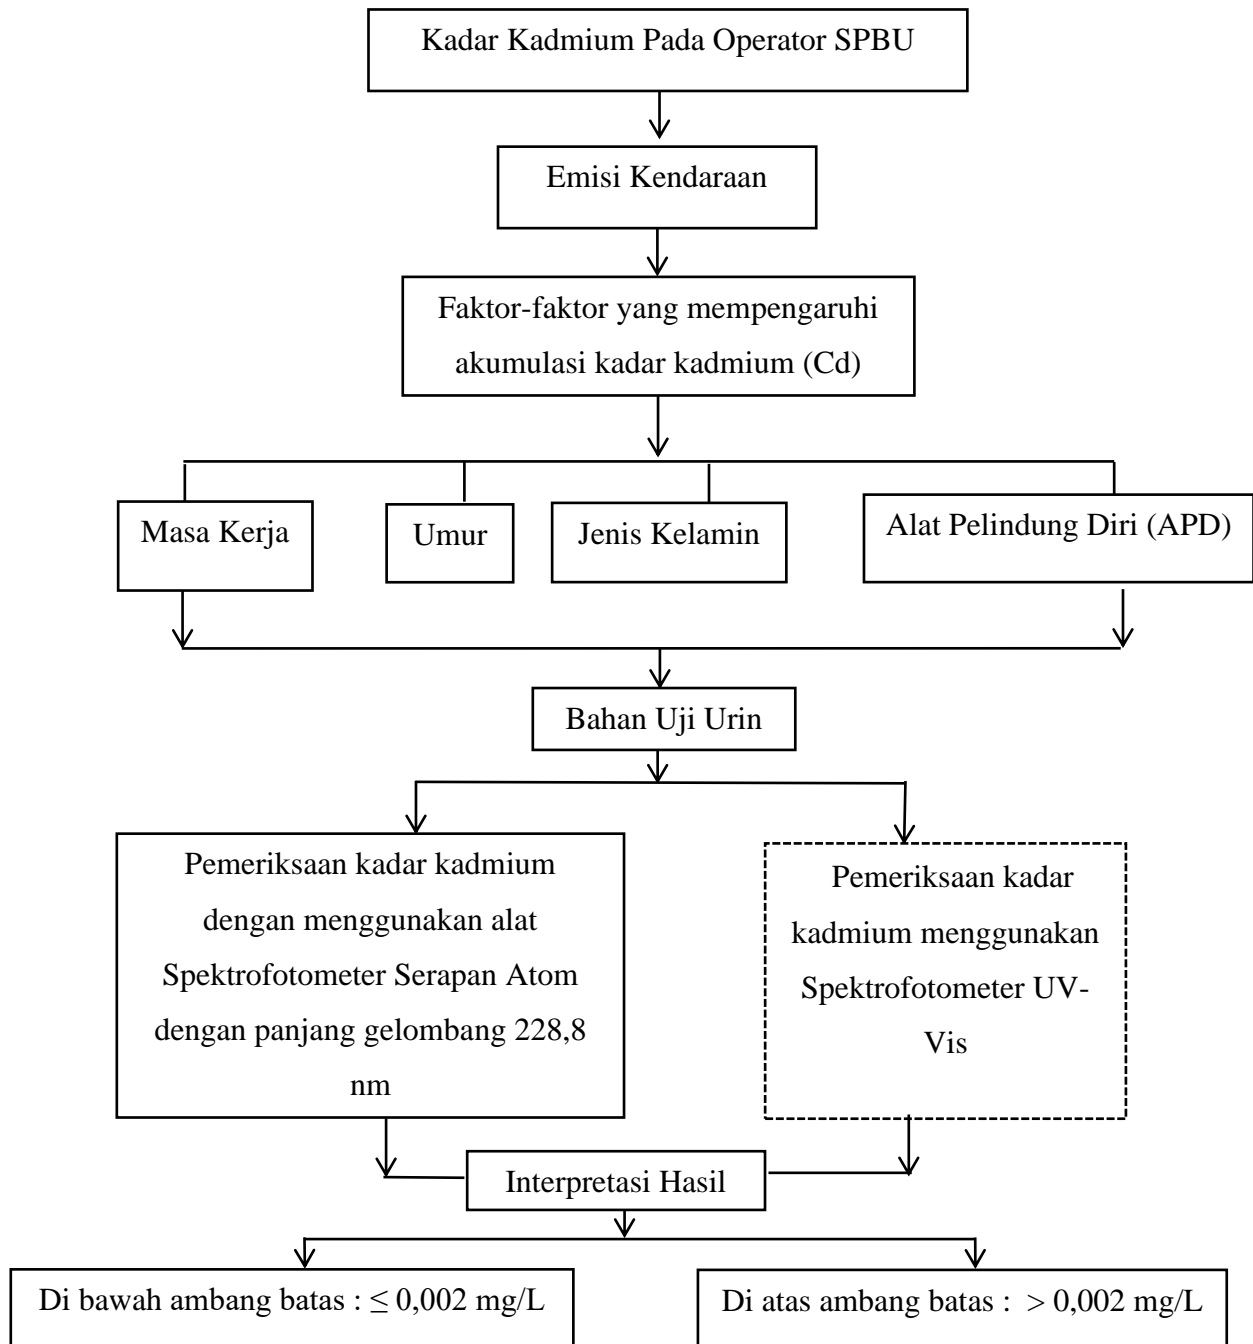 Kadar Kadmium Pada Operator SPBU
Emisi Kendaraan
Faktor-faktor yang mempengaruhi
akumulasi kadar kadmium (Cd)
Masa Kerja
Umur
Jenis Kelamin
Alat Pelindung Diri (APD)
Bahan Uji Urin
Pemeriksaan kadar kadmium
dengan menggunakan alat
Spektrofotometer Serapan Atom
dengan panjang gelombang 228,8
nm
Pemeriksaan kadar
kadmium menggunakan
Spektrofotometer UV-
Vis
Interpretasi Hasil
Di bawah ambang batas : ≤ 0,002 mg/L
Di atas ambang batas : > 0,002 mg/L